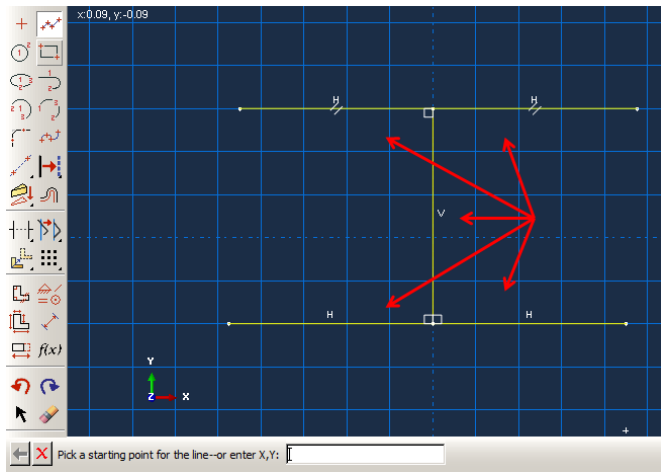 x:0.09, y:-0.09
H H
V
H H
Y
Z X
f(x)
Pick a starting point for the line--or enter X,Y: